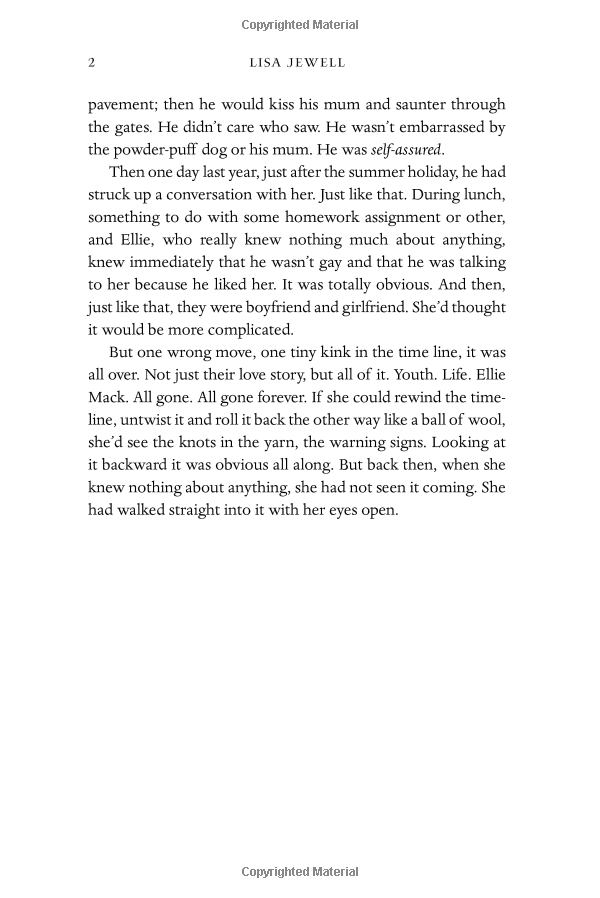 Copyrighted Material
2 LISA JEWELL
pavement; then he would kiss his mum and saunter through
the gates. He didn’t care who saw. He wasn’t embarrassed by
the powder-puff dog or his mum. He was self-assured.
Then one day last year, just after the summer holiday, he had
struck up a conversation with her. Just like that. During lunch,
something to do with some homework assignment or other,
and Ellie, who really knew nothing much about anything,
knew immediately that he wasn’t gay and that he was talking
to her because he liked her. It was totally obvious. And then,
just like that, they were boyfriend and girlfriend. She’d thought
it would be more complicated.
But one wrong move, one tiny kink in the time line, it was
all over. Not just their love story, but all of it. Youth. Life. Ellie
Mack. All gone. All gone forever. If she could rewind the time-
line, untwist it and roll it back the other way like a ball of wool,
she’d see the knots in the yarn, the warning signs. Looking at
it backward it was obvious all along. But back then, when she
knew nothing about anything, she had not seen it coming. She
had walked straight into it with her eyes open.
Copyrighted Material